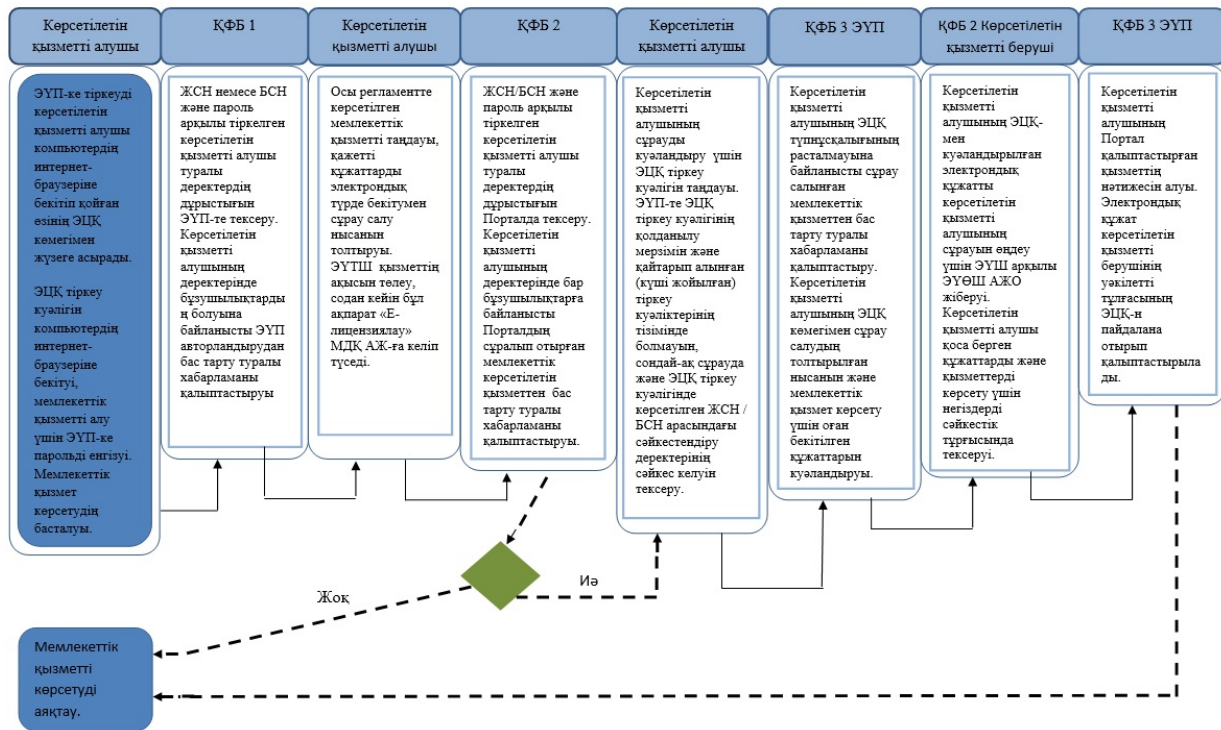 Көрсетілетін
қызметті алушы
ЭҮП-ке тіркеуді
көрсетілетін
қызметті алушы
компьютердің
интернет-
браузеріне
бекітіп қойған
өзінің ЭЦҚ
көмегімен
жүзеге асырады.
ЭЦҚ тіркеу
куәлігін
компьютердің
интернет-
браузеріне
бекітуі,
мемлекеттік
қызметті алу
үшін ЭҮП-ке
парольді енгізуі.
Мемлекеттік
қызмет
көрсетудің
басталуы.
ҚФБ 1
ЖСН немесе БСН
және пароль
арқылы тіркелген
көрсетілетін
қызметті алушы
туралы
деректердің
дұрыстығын
ЭҮП-те тексеру.
Көрсетілетін
қызметті
алушының
деректерінде
бұзушылықтарды
ң болуына
байланысты ЭҮП
авторландырудан
бас тарту туралы
хабарламаны
қалыптастыруы
Көрсетілетін
қызметті алушы
Осы регламентте
көрсетілген
мемлекеттік
қызметті таңдауы,
қажетті
құжаттарды
электрондық
түрде бекітумен
сұрау салу
нысанын
толтыруы.
ЭҮТШ қызметтің
ақысын төлеу,
содан кейін бұл
ақпарат «Е-
лицензиялау»
МДҚ АЖ-ға келіп
түседі.
ҚФБ 2
ЖСН/БСН және
пароль арқылы
тіркелген
көрсетілетін
қызметті алушы
туралы
деректердің
дұрыстығын
Порталда тексеру.
Көрсетілетін
қызметті
алушының
деректерінде бар
бұзушылықтарға
байланысты
Порталдың
сұралып отырған
мемлекеттік
көрсетілетін
қызметтен бас
тарту туралы
хабарламаны
қалыптастыруы.
Көрсетілетін
қызметті алушы
Көрсетілетін
қызметті
алушының
сұрауды
куәландыру үшін
ЭЦҚ тіркеу
куәлігін таңдауы.
ЭҮП-те ЭЦҚ
тіркеу куәлігінің
қолданылу
мерзімін және
қайтарып алынған
(күші жойылған)
тіркеу
куәліктерінің
тізімінде
болмауын,
сондай-ақ сұрауда
және ЭЦҚ тіркеу
куәлігінде
көрсетілген ЖСН /
БСН арасындағы
сәйкестендіру
деректерінің
сәйкес келуін
тексеру.
ҚФБ 3 ЭҮП
Көрсетілетін
қызметті
алушының ЭЦҚ
түпнұсқалығының
расталмауына
байланысты сұрау
салынған
мемлекеттік
қызметтен бас
тарту туралы
хабарламаны
қалыптастыру.
Көрсетілетін
қызметті
алушының ЭЦҚ
көмегімен сұрау
салудың
толтырылған
нысанын және
мемлекеттік
қызмет көрсету
үшін оған
бекітілген
құжаттарын
куәландыруы.
ҚФБ 2 Көрсетілетін
қызметті беруші
Көрсетілетін
қызметті
алушының ЭЦҚ-
мен
куәландырылған
электрондық
құжатты
көрсетілетін
қызметті
алушының
сұрауын өңдеу
үшін ЭҮШ арқылы
ЭҮӨШ АЖО
жіберуі.
Көрсетілетін
қызметті алушы
қоса берген
құжаттарды және
қызметтерді
көрсету үшін
негіздерді
сәйкестік
тұрғысында
тексеруі.
ҚФБ 3 ЭҮП
Көрсетілетін
қызметті
алушының
Портал
қалыптастырған
қызметтің
нәтижесін алуы.
Электрондық
құжат
көрсетілетін
қызметті
берушінің
уәкілетті
тұлғасының
ЭЦҚ-н
пайдалана
отырып
қалыптастырыла
ды.
Иә
Жоқ
Мемлекеттік
қызметті
көрсетуді
аяқтау.